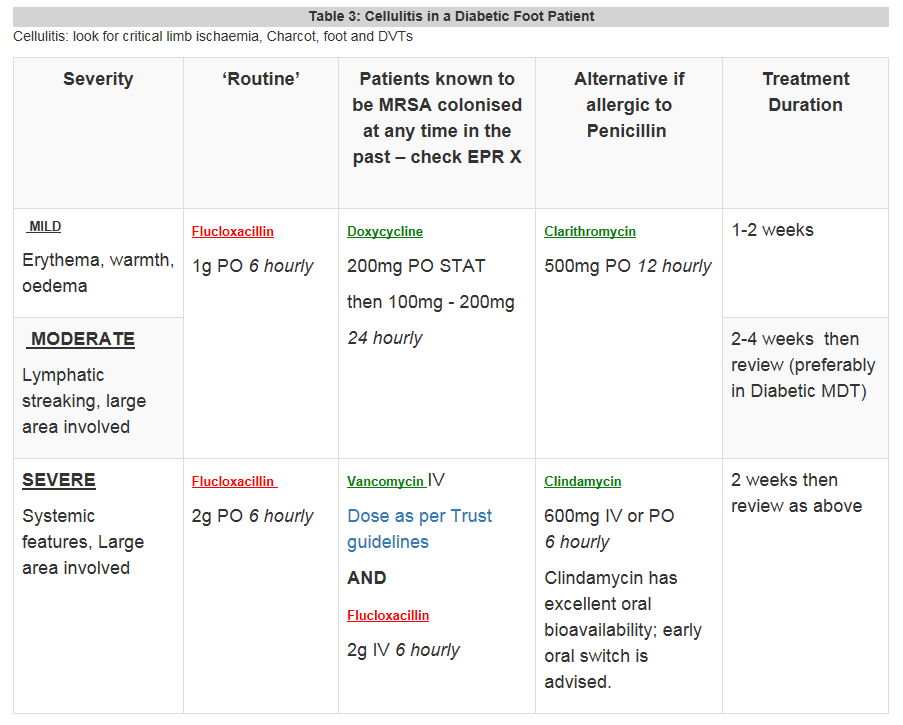 Table 3: Cellulitis in a Diabetic Foot Patient
Cellulitis: look for critical limb ischaemia, Charcot, foot and DVTs
Severity
‘Routine’
Patients known to
be MRSA colonised
at any time in the
past – check EPR X
Alternative if
allergic to
Penicillin
Treatment
Duration
MILD
Erythema, warmth,
oedema
Flucloxacillin
1g PO 6 hourly
Doxycycline
200mg PO STAT
then 100mg - 200mg
24 hourly
Clarithromycin
500mg PO 12 hourly
1-2 weeks
MODERATE
Lymphatic
streaking, large
area involved
2-4 weeks then
review (preferably
in Diabetic MDT)
SEVERE
Systemic
features, Large
area involved
Flucloxacillin
2g PO 6 hourly
Vancomycin IV
Dose as per Trust
guidelines
AND
Flucloxacillin
2g IV 6 hourly
Clindamycin
600mg IV or PO
6 hourly
Clindamycin has
excellent oral
bioavailability; early
oral switch is
advised.
2 weeks then
review as above